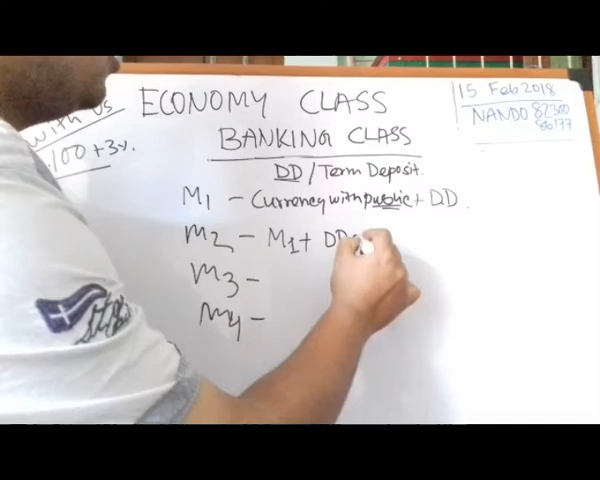 15 Feb 2018
NANDO 82300
86177
With Us
100 + 3y.
ECONOMY CLASS
BANKING CLASS
DD / Term Deposit.
M1 - Currency with public + DD.
M2 - M1 + DD
M3 -
M4 -